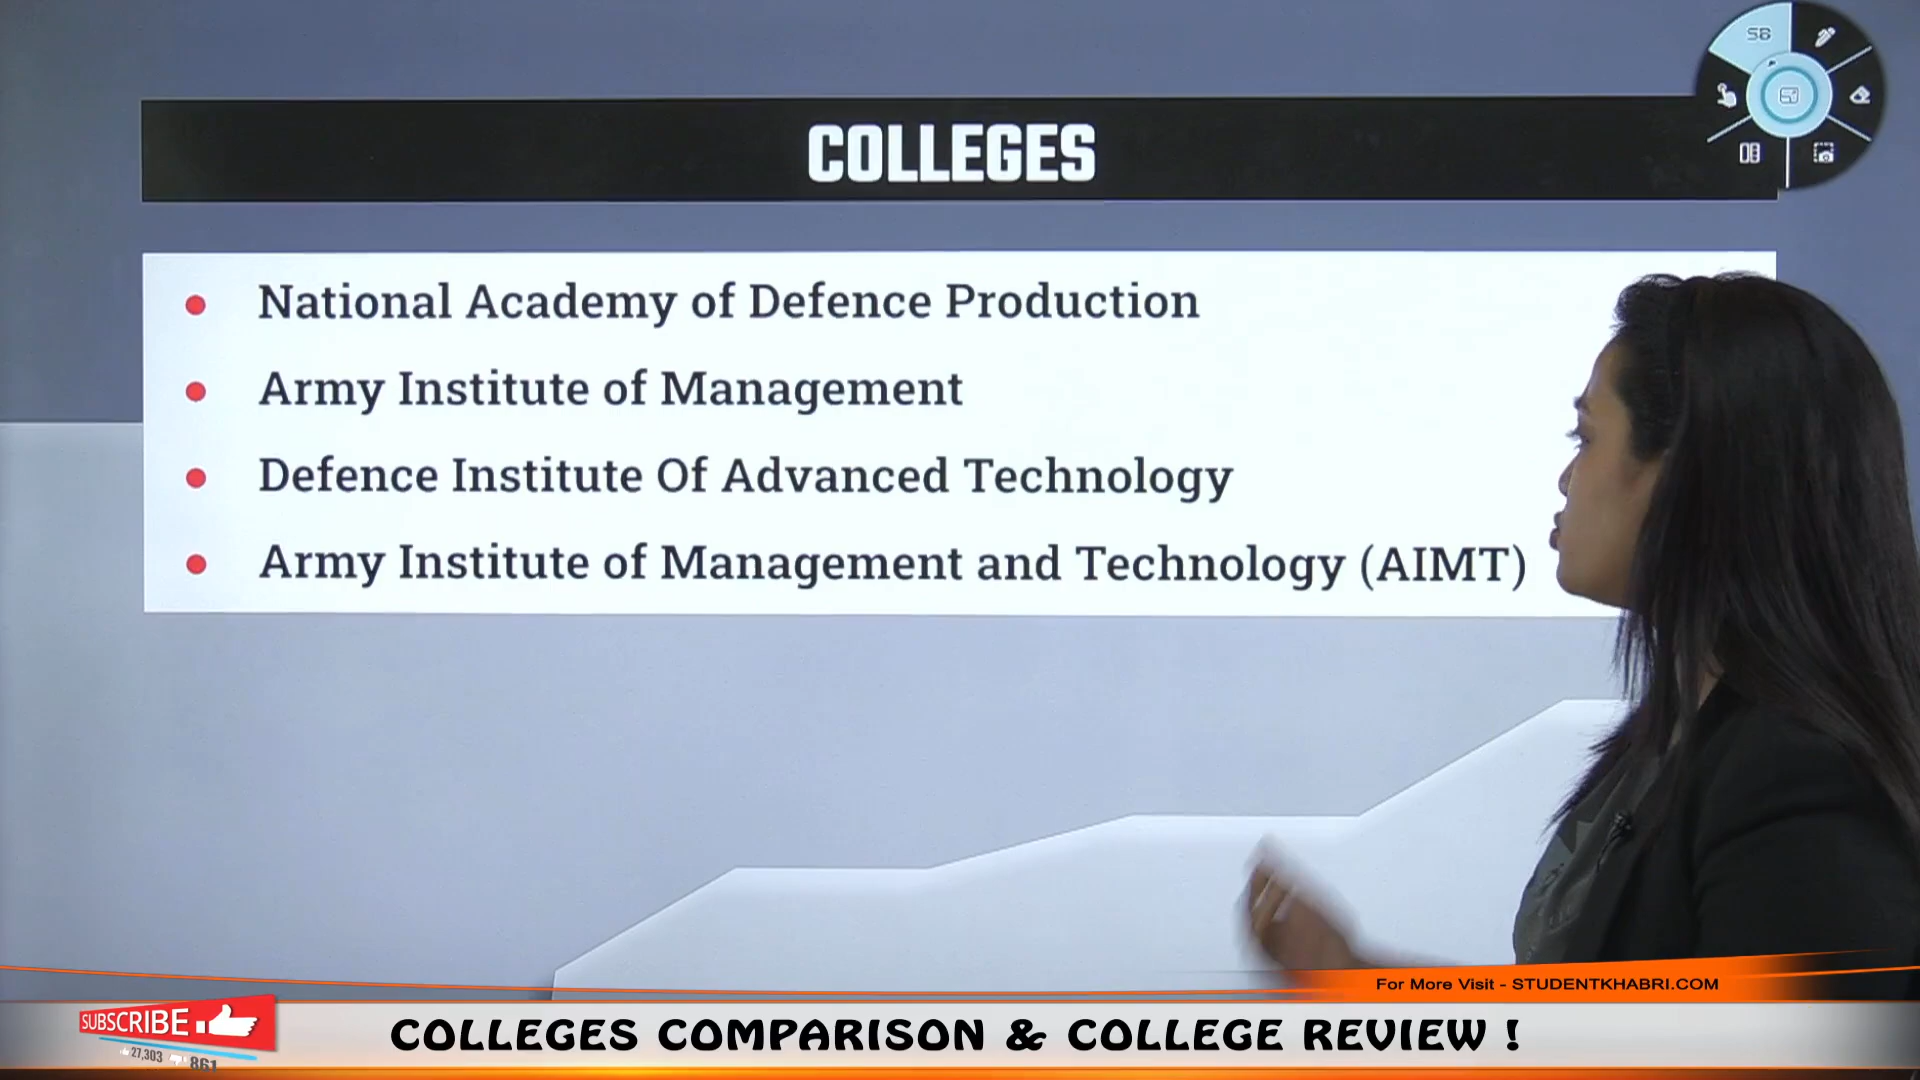 S8
COLLEGES
National Academy of Defence Production
Army Institute of Management
Defence Institute Of Advanced Technology
Army Institute of Management and Technology (AIMT)
For More Visit - STUDENTKHABRI.COM
SUBSCRIBE
27,303
861
COLLEGES COMPARISON & COLLEGE REVIEW !